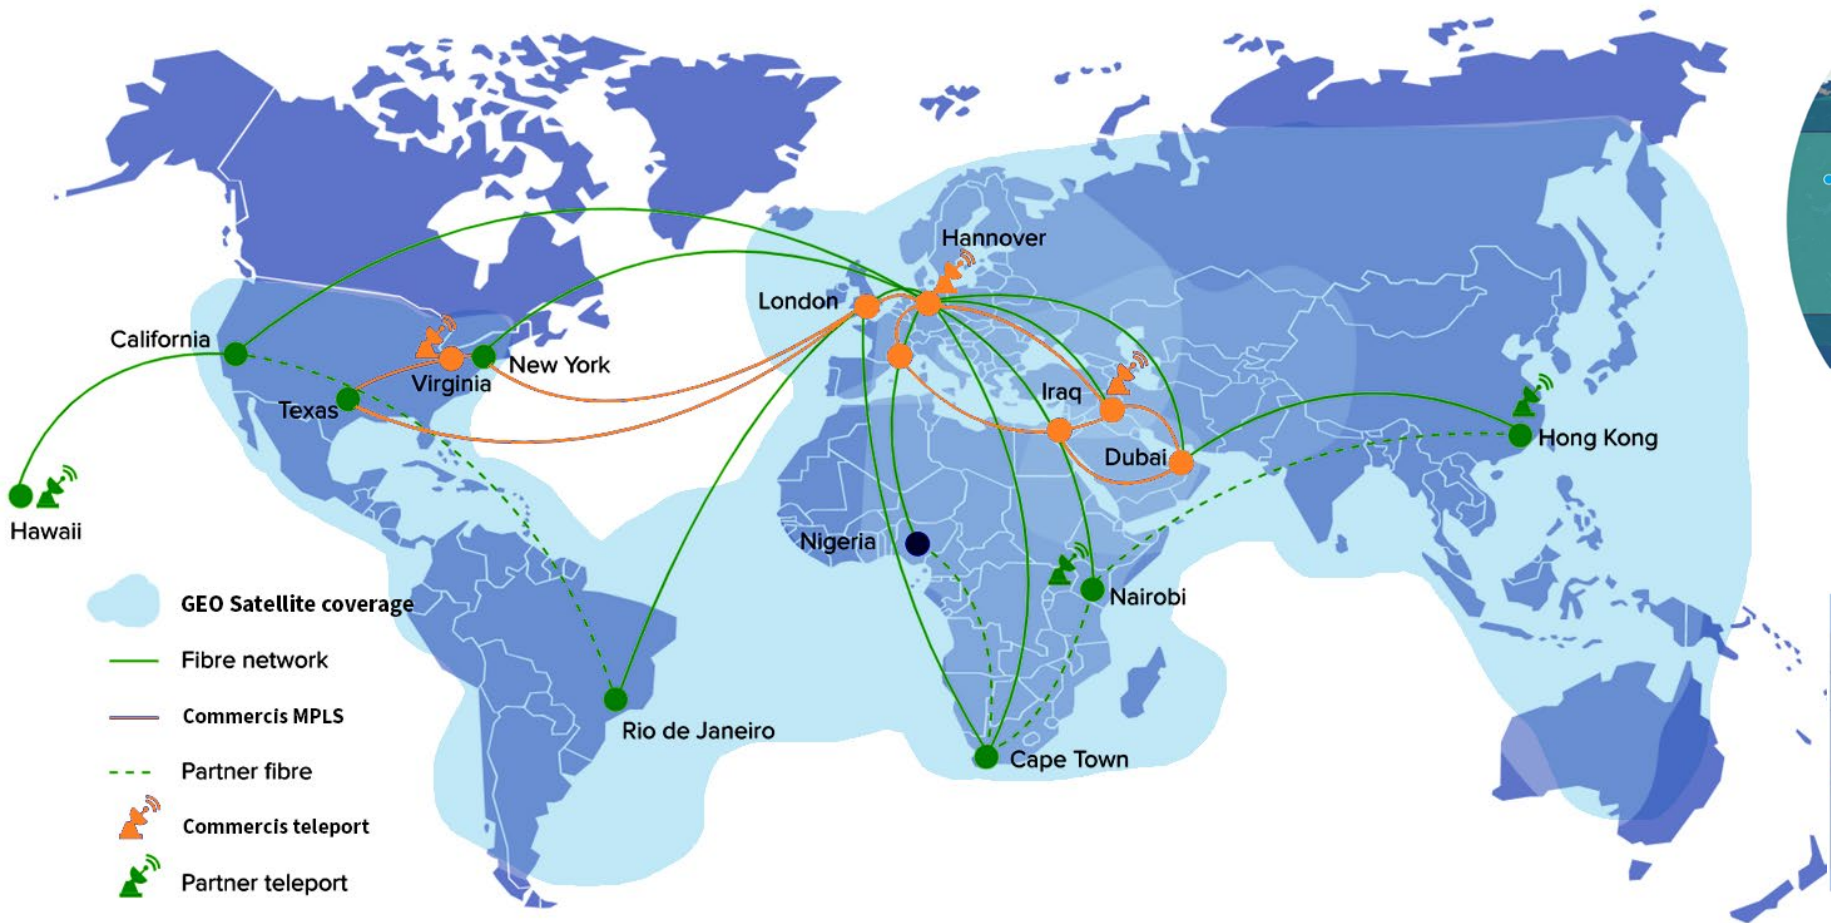 Hannover
London
California
New York
Virginia
Texas
Iraq
Dubai
Hong Kong
Hawaii
Nigeria
Nairobi
Rio de Janeiro
Cape Town
GEO Satellite coverage
Fibre network
Commercis MPLS
Partner fibre
Commercis teleport
Partner teleport